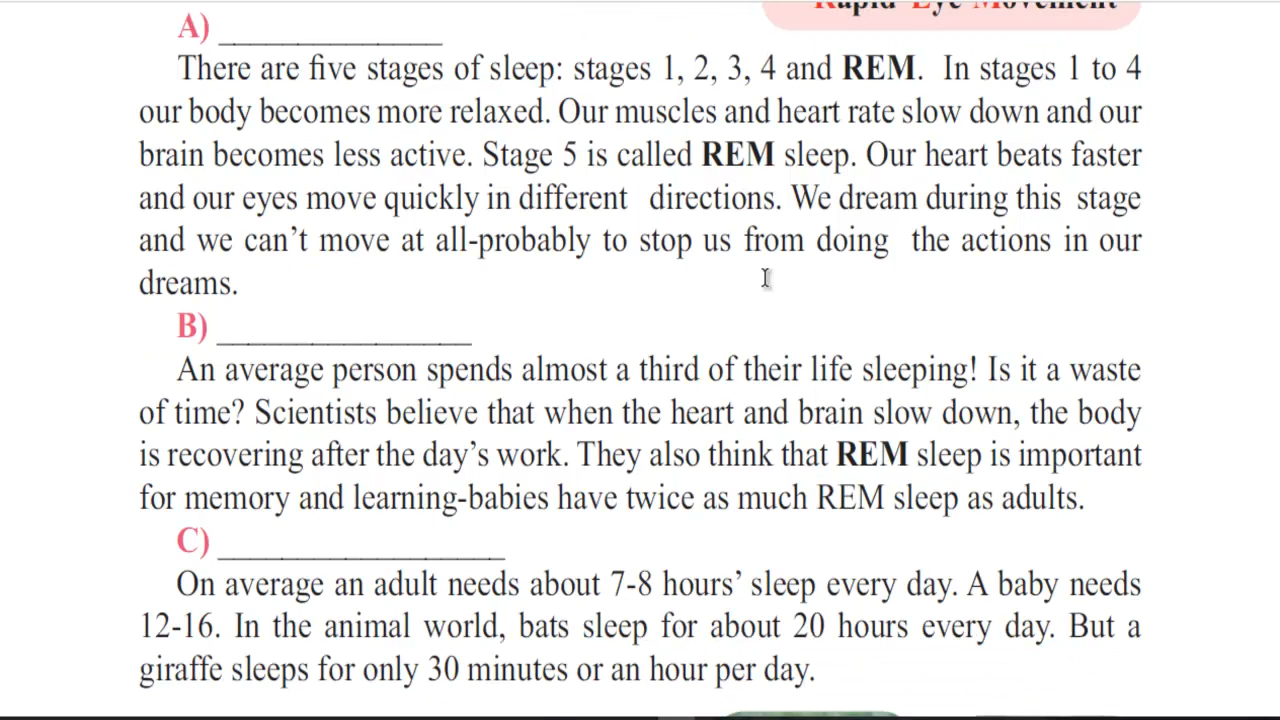 Rapid Eye Movement
A) ________________
There are five stages of sleep: stages 1, 2, 3, 4 and REM. In stages 1 to 4
our body becomes more relaxed. Our muscles and heart rate slow down and our
brain becomes less active. Stage 5 is called REM sleep. Our heart beats faster
and our eyes move quickly in different directions. We dream during this stage
and we can't move at all-probably to stop us from doing the actions in our
dreams.
B) __________________
An average person spends almost a third of their life sleeping! Is it a waste
of time? Scientists believe that when the heart and brain slow down, the body
is recovering after the day's work. They also think that REM sleep is important
for memory and learning-babies have twice as much REM sleep as adults.
C) ____________________
On average an adult needs about 7-8 hours' sleep every day. A baby needs
12-16. In the animal world, bats sleep for about 20 hours every day. But a
giraffe sleeps for only 30 minutes or an hour per day.